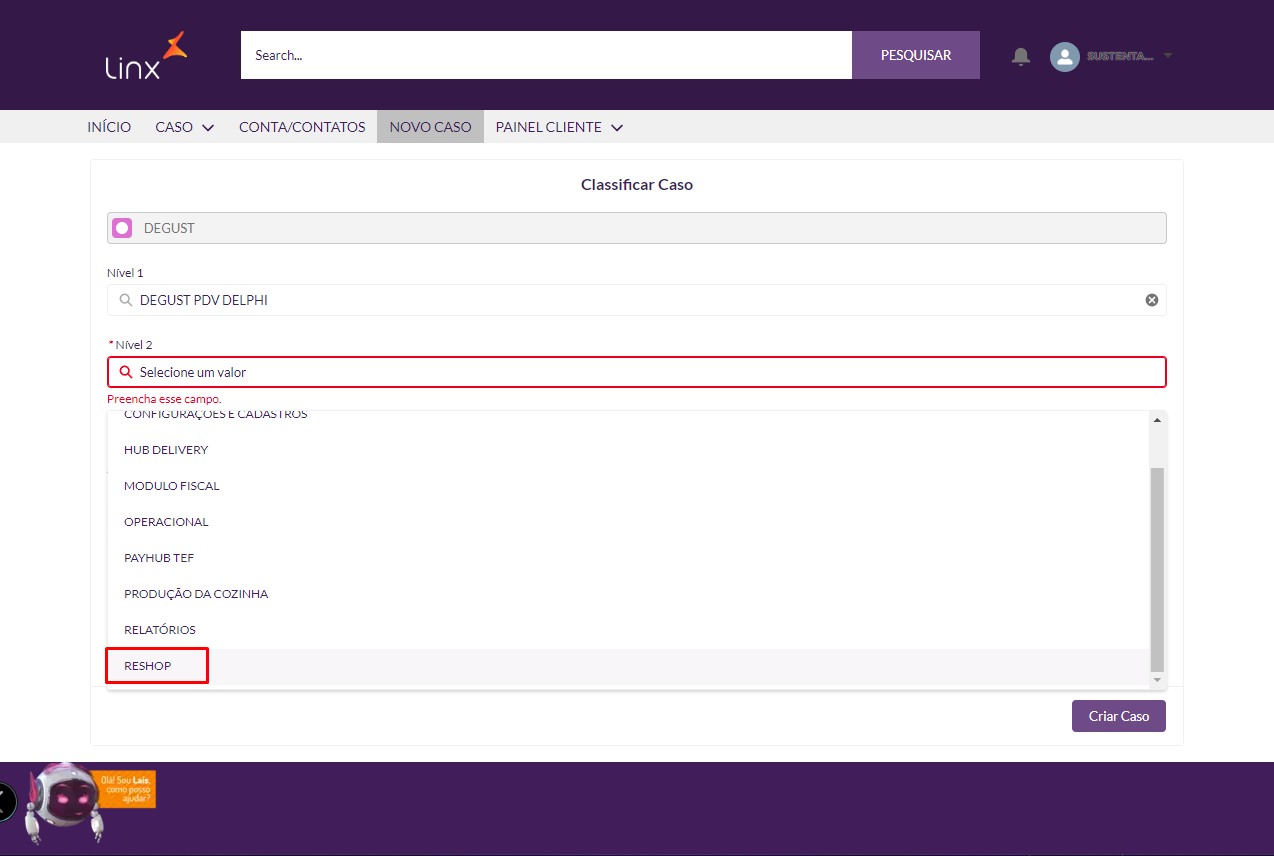 Linx
Search...
PESQUISAR
SUSTENTA...
INÍCIO CASO CONTA/CONTATOS NOVO CASO PAINEL CLIENTE
Classificar Caso
DEGUST
Nível 1
DEGUST PDV DELPHI
* Nível 2
Selecione um valor
Preencha esse campo.
CONFIGURAÇÕES E CADASTROS
HUB DELIVERY
MODULO FISCAL
OPERACIONAL
PAYHUB TEF
PRODUÇÃO DA COZINHA
RELATÓRIOS
RESHOP
Criar Caso
Olá! Sou Laís,
como posso
ajudar?